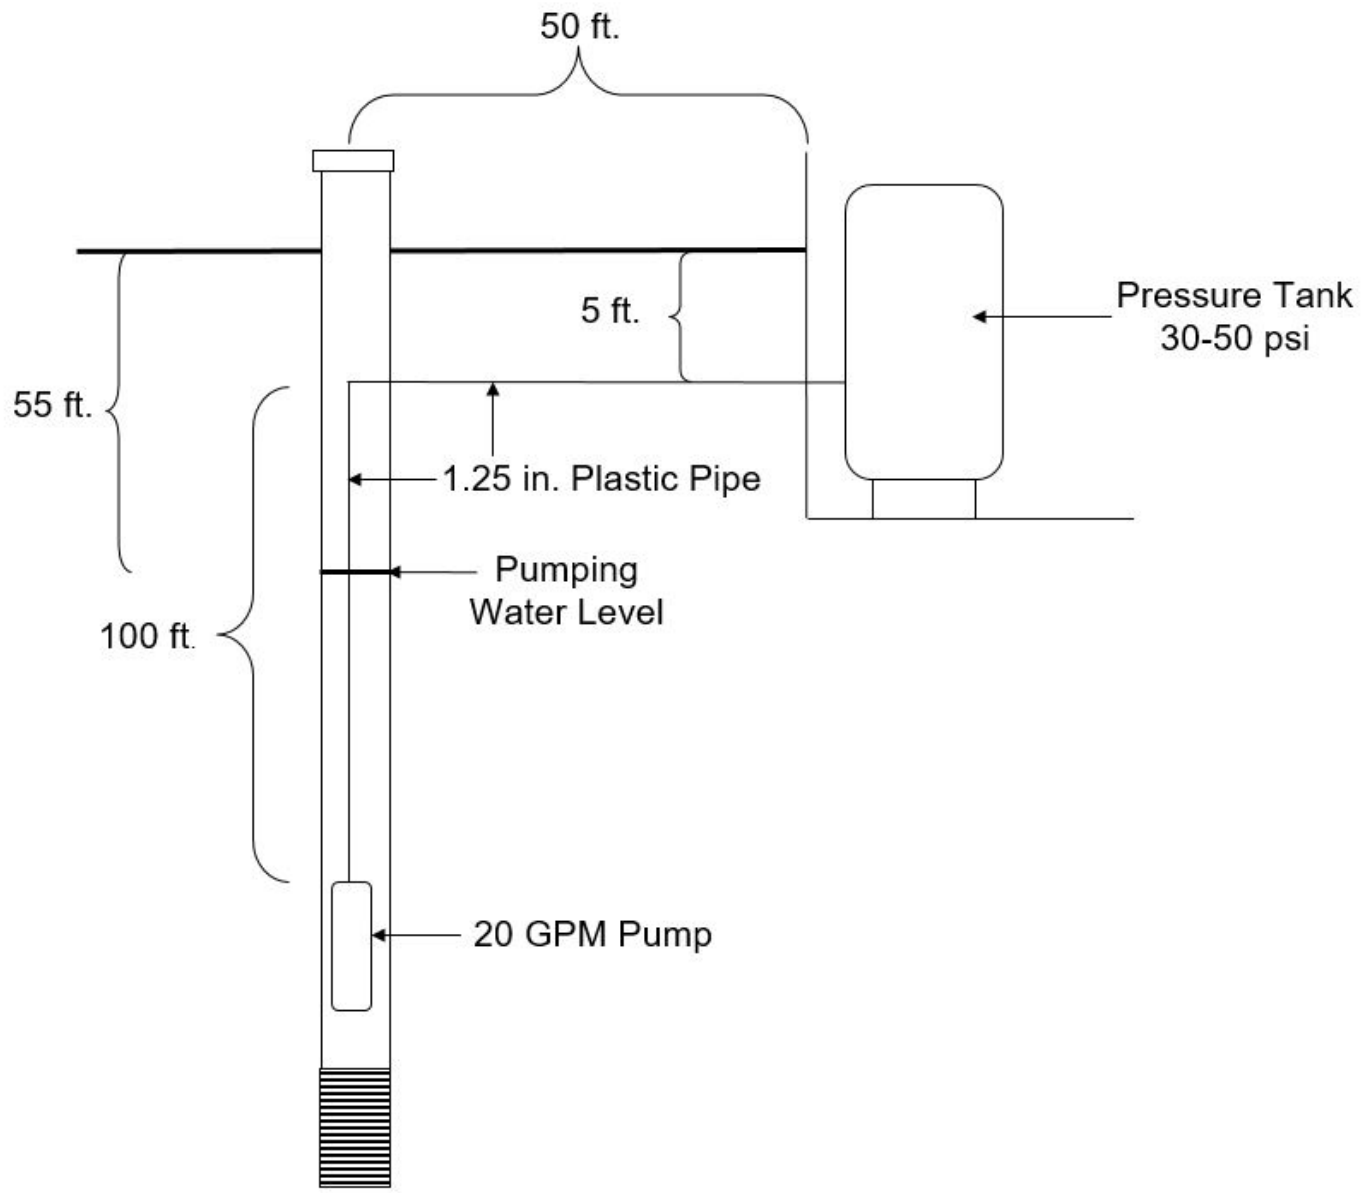 50 ft.
5 ft.
Pressure Tank
30-50 psi
55 ft.
1.25 in. Plastic Pipe
Pumping
Water Level
100 ft.
20 GPM Pump